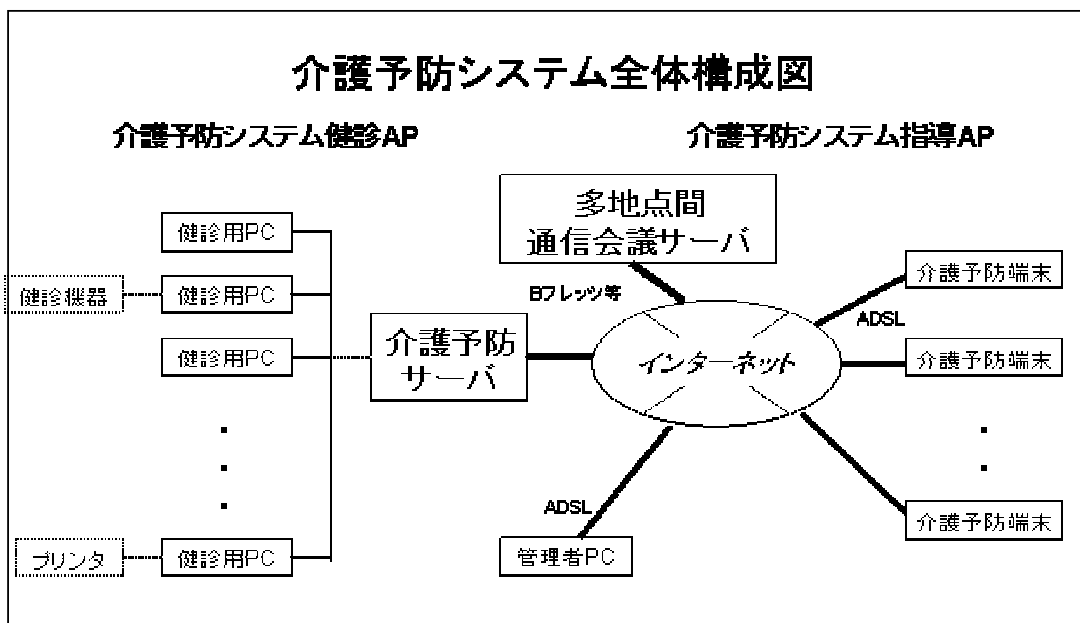 介護予防システム全体構成図
介護予防システム健診AP
介護予防システム指導AP
多地点間
通信会議サーバ
健診用PC
健診機器
健診用PC
健診用PC
介護予防
サーバ
Bフレッツ等
インターネット
介護予防端末
ADSL
介護予防端末
・
・
・
・
・
介護予防端末
ADSL
プリンタ
健診用PC
管理者PC